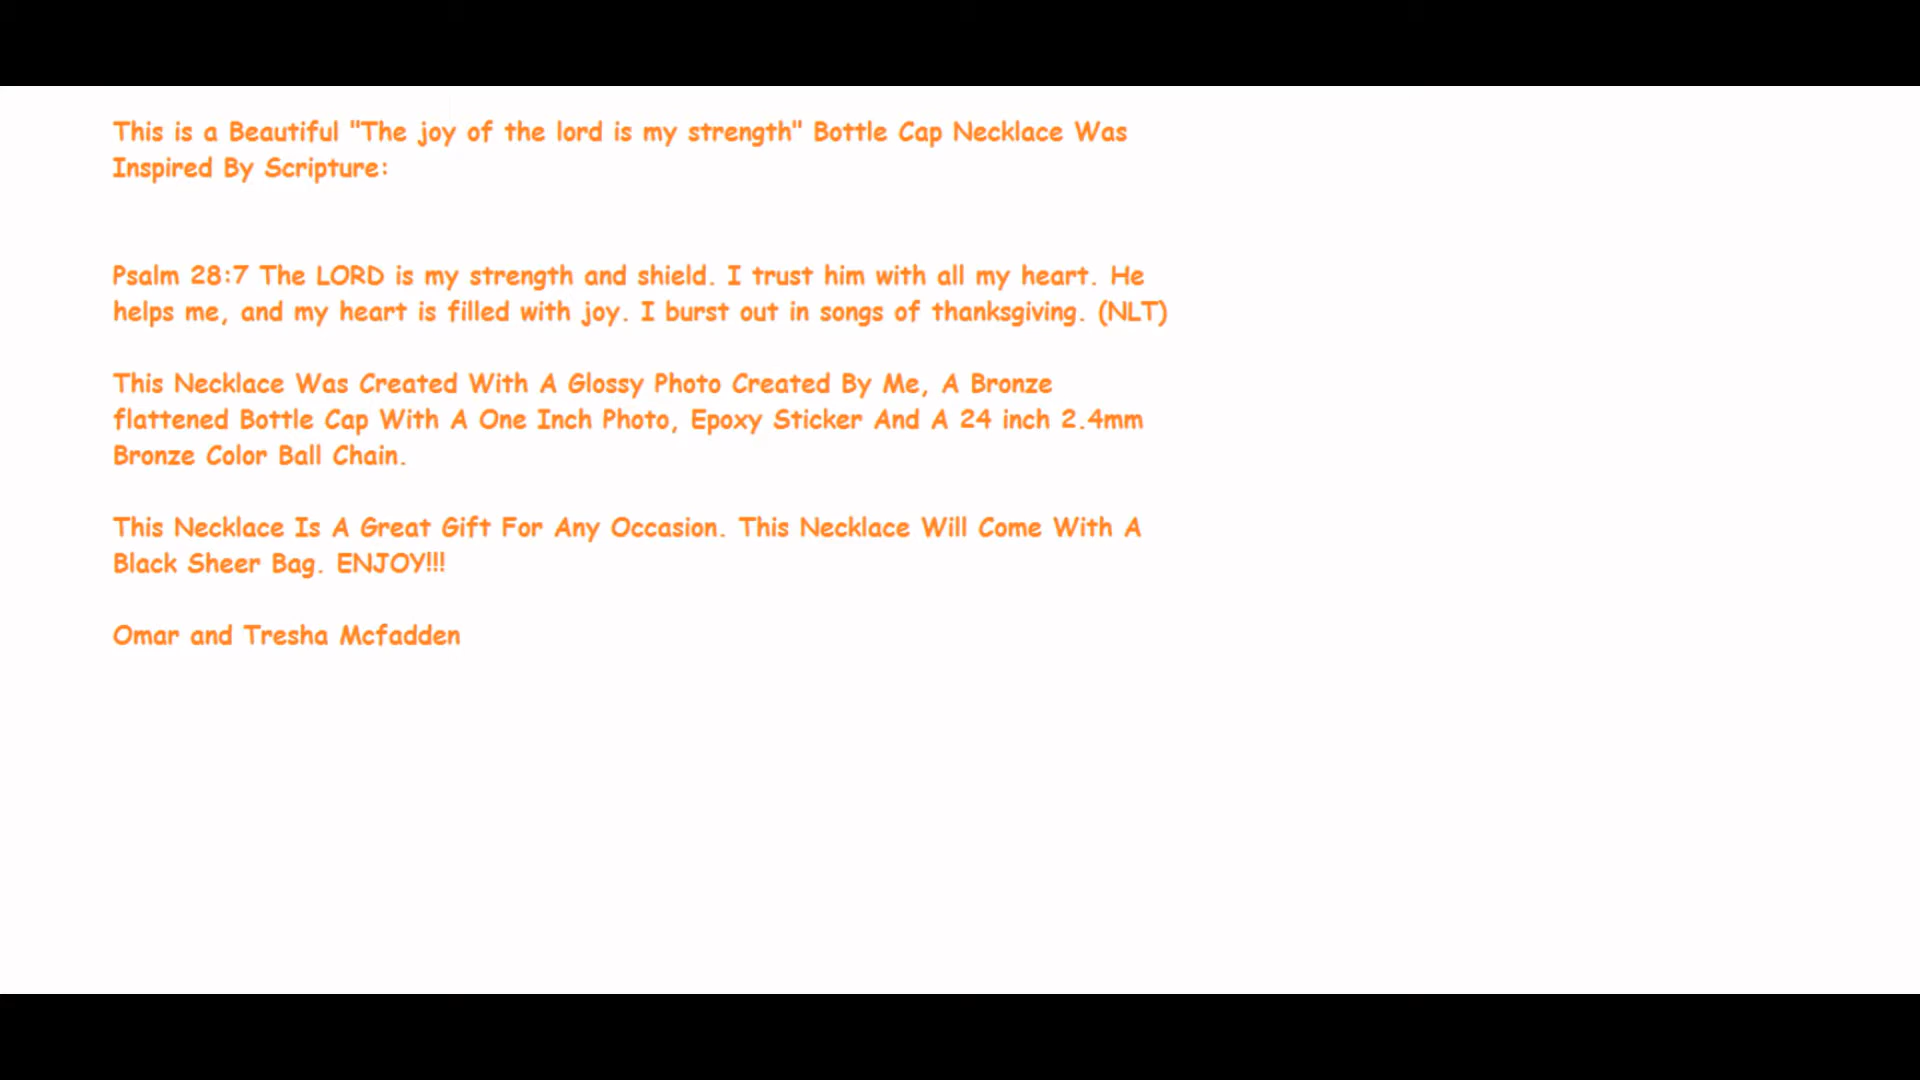 This is a Beautiful "The joy of the lord is my strength" Bottle Cap Necklace Was
Inspired By Scripture:
Psalm 28:7 The LORD is my strength and shield. I trust him with all my heart. He
helps me, and my heart is filled with joy. I burst out in songs of thanksgiving. (NLT)
This Necklace Was Created With A Glossy Photo Created By Me, A Bronze
flattened Bottle Cap With A One Inch Photo, Epoxy Sticker And A 24 inch 2.4mm
Bronze Color Ball Chain.
This Necklace Is A Great Gift For Any Occasion. This Necklace Will Come With A
Black Sheer Bag. ENJOY!!!
Omar and Tresha Mcfadden